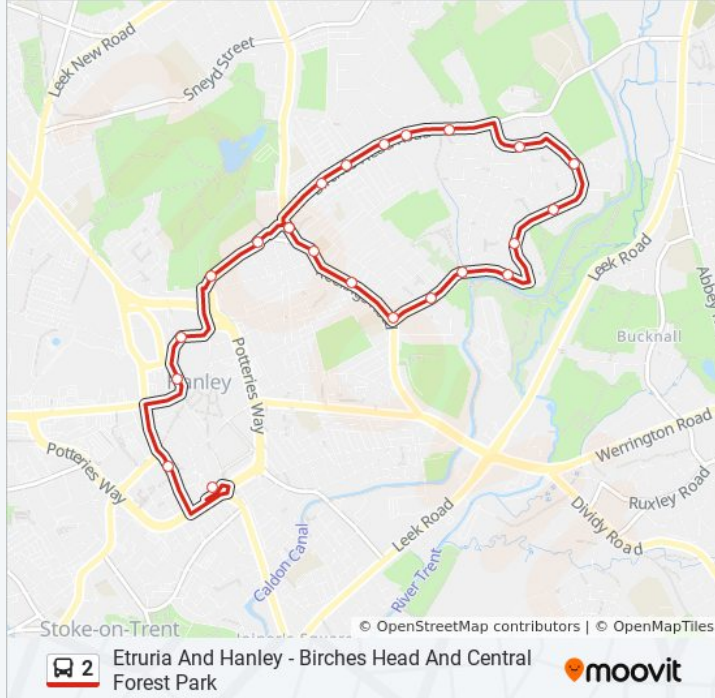 Leek New Road
Sneyd Street
Leek Road
Abbey
Bucknall
Hanley
Potteries Way
Werrington Road
Potteries Way
Ruxley Road
Leek Road
Dividy Road
Caldon Canal
River Trent
Stoke-on-Trent
© OpenStreetMap contributors | © OpenMapTiles
2
Etruria And Hanley - Birches Head And Central
Forest Park
moovit